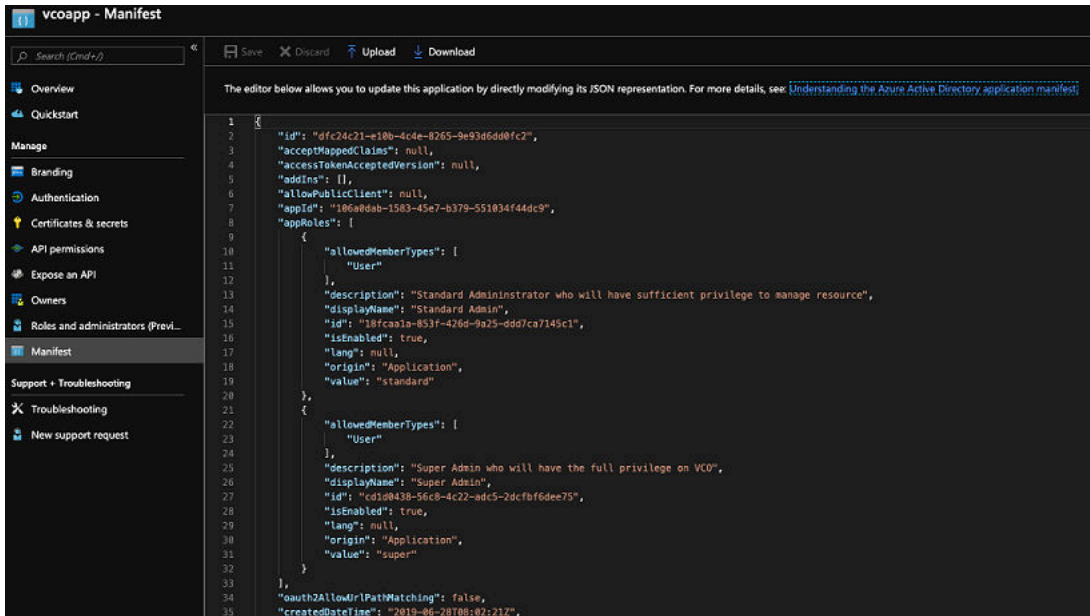 vcoapp - Manifest
Search (Cmd+/)
«
Save
Discard
Upload
Download
Overview
Quickstart
Manage
Branding
Authentication
Certificates & secrets
API permissions
Expose an API
Owners
Roles and administrators (Previ...
Manifest
Support + Troubleshooting
Troubleshooting
New support request
The editor below allows you to update this application by directly modifying its JSON representation. For more details, see: Understanding the Azure Active Directory application manifest.
1 {
2 "id": "dfc24c21-e10b-4c4e-8265-9e93d6dd0fc2",
3 "acceptMappedClaims": null,
4 "accessTokenAcceptedVersion": null,
5 "addIns": [],
6 "allowPublicClient": null,
7 "appId": "106a0dab-1583-45e7-b379-551034f44dc9",
8 "appRoles": [
9 {
10 "allowedMemberTypes": [
11 "User"
12 ],
13 "description": "Standard Admininstrator who will have sufficient privilege to manage resource",
14 "displayName": "Standard Admin",
15 "id": "18fcaa1a-853f-426d-9a25-ddd7ca7145c1",
16 "isEnabled": true,
17 "lang": null,
18 "origin": "Application",
19 "value": "standard"
20 },
21 {
22 "allowedMemberTypes": [
23 "User"
24 ],
25 "description": "Super Admin who will have the full privilege on VCO",
26 "displayName": "Super Admin",
27 "id": "cd1d0438-56c8-4c22-adc5-2dcfbf6dee75",
28 "isEnabled": true,
29 "lang": null,
30 "origin": "Application",
31 "value": "super"
32 }
33 ],
34 "oauth2AllowUrlPathMatching": false,
35 "createdDateTime": "2019-06-28T08:02:21Z",